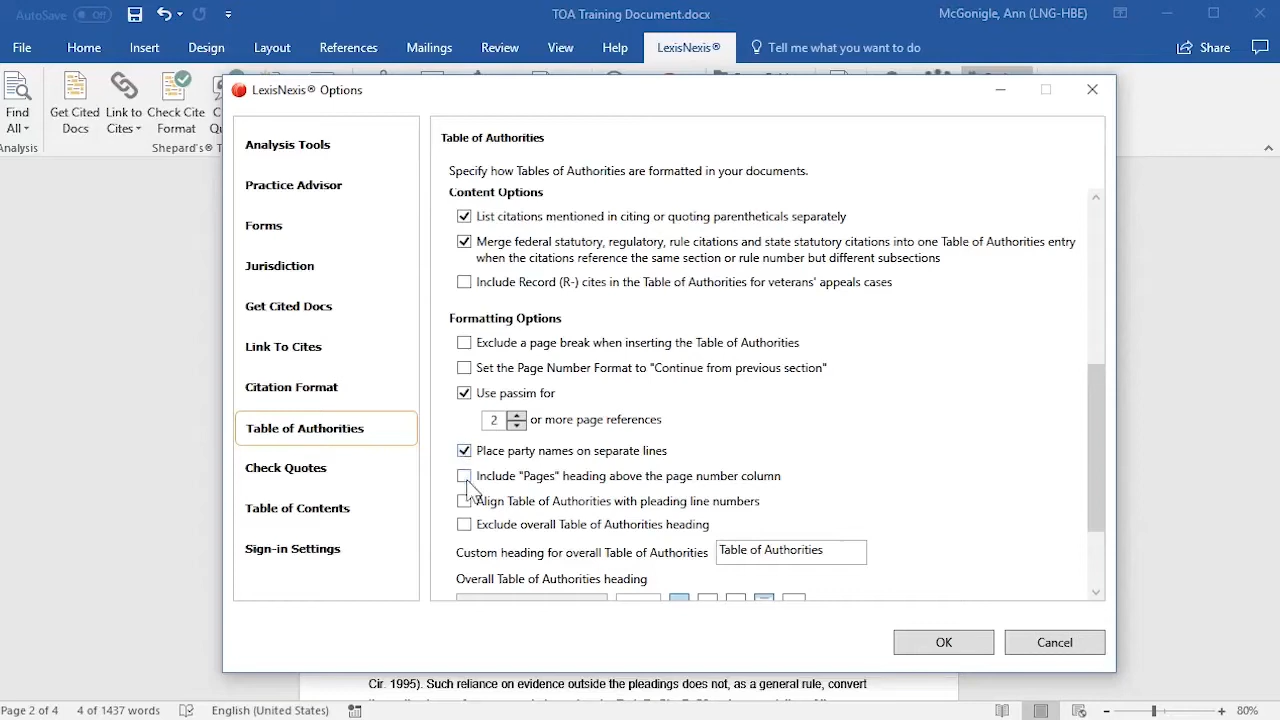 AutoSave Off
TOA Training Document.docx
McGonigle, Ann (LNG-HBE)
File Home Insert Design Layout References Mailings Review View Help LexisNexis® Tell me what you want to do Share
Find
All
Get Cited
Docs
Link to
Cites
Check Cite
Format
Analysis
Shepard's®
LexisNexis® Options
Analysis Tools
Practice Advisor
Forms
Jurisdiction
Get Cited Docs
Link To Cites
Citation Format
Table of Authorities
Check Quotes
Table of Contents
Sign-in Settings
Table of Authorities
Specify how Tables of Authorities are formatted in your documents.
Content Options
List citations mentioned in citing or quoting parentheticals separately
Merge federal statutory, regulatory, rule citations and state statutory citations into one Table of Authorities entry
when the citations reference the same section or rule number but different subsections
Include Record (R-) cites in the Table of Authorities for veterans' appeals cases
Formatting Options
Exclude a page break when inserting the Table of Authorities
Set the Page Number Format to "Continue from previous section"
Use passim for
2 or more page references
Place party names on separate lines
Include "Pages" heading above the page number column
Align Table of Authorities with pleading line numbers
Exclude overall Table of Authorities heading
Custom heading for overall Table of Authorities Table of Authorities
Overall Table of Authorities heading
OK Cancel
Cir. 1995). Such reliance on evidence outside the pleadings does not, as a general rule, convert
Page 2 of 4 4 of 1437 words English (United States) 80%